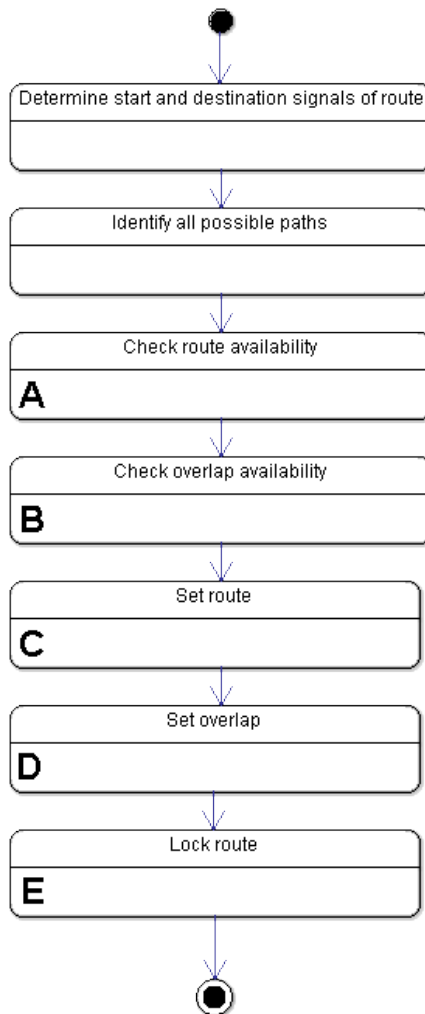 Determine start and destination signals of route
Identify all possible paths
Check route availability
A
Check overlap availability
B
Set route
C
Set overlap
D
Lock route
E